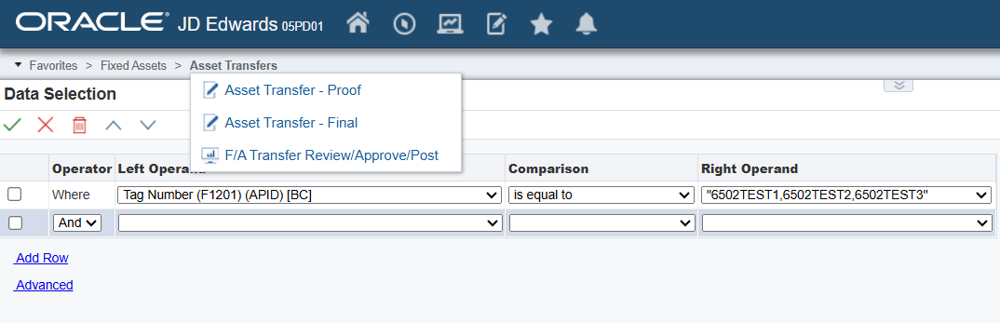 ORACLE® JD Edwards 05PD01
Favorites > Fixed Assets > Asset Transfers
Asset Transfer - Proof
Asset Transfer - Final
F/A Transfer Review/Approve/Post
Data Selection
Operator Left Operand Comparison Right Operand
Where Tag Number (F1201) (APID) [BC] is equal to "6502TEST1,6502TEST2,6502TEST3"
And
Add Row
Advanced